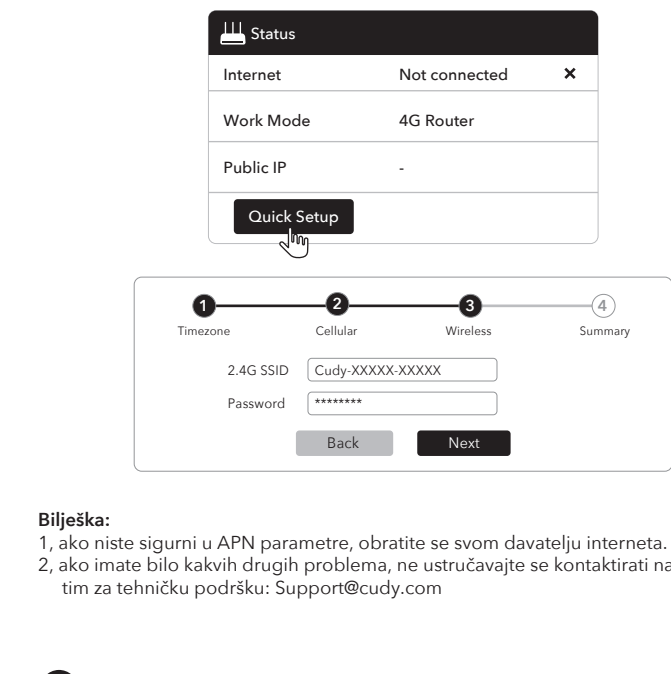 Status
Internet Not connected ×
Work Mode 4G Router
Public IP -
Quick Setup
1 2 3 4
Timezone Cellular Wireless Summary
2.4G SSID Cudy-XXXXX-XXXXX
Password ********
Back Next
Bilješka:
1, ako niste sigurni u APN parametre, obratite se svom davatelju interneta.
2, ako imate bilo kakvih drugih problema, ne ustručavajte se kontaktirati
tim za tehničku podršku: Support@cudy.com